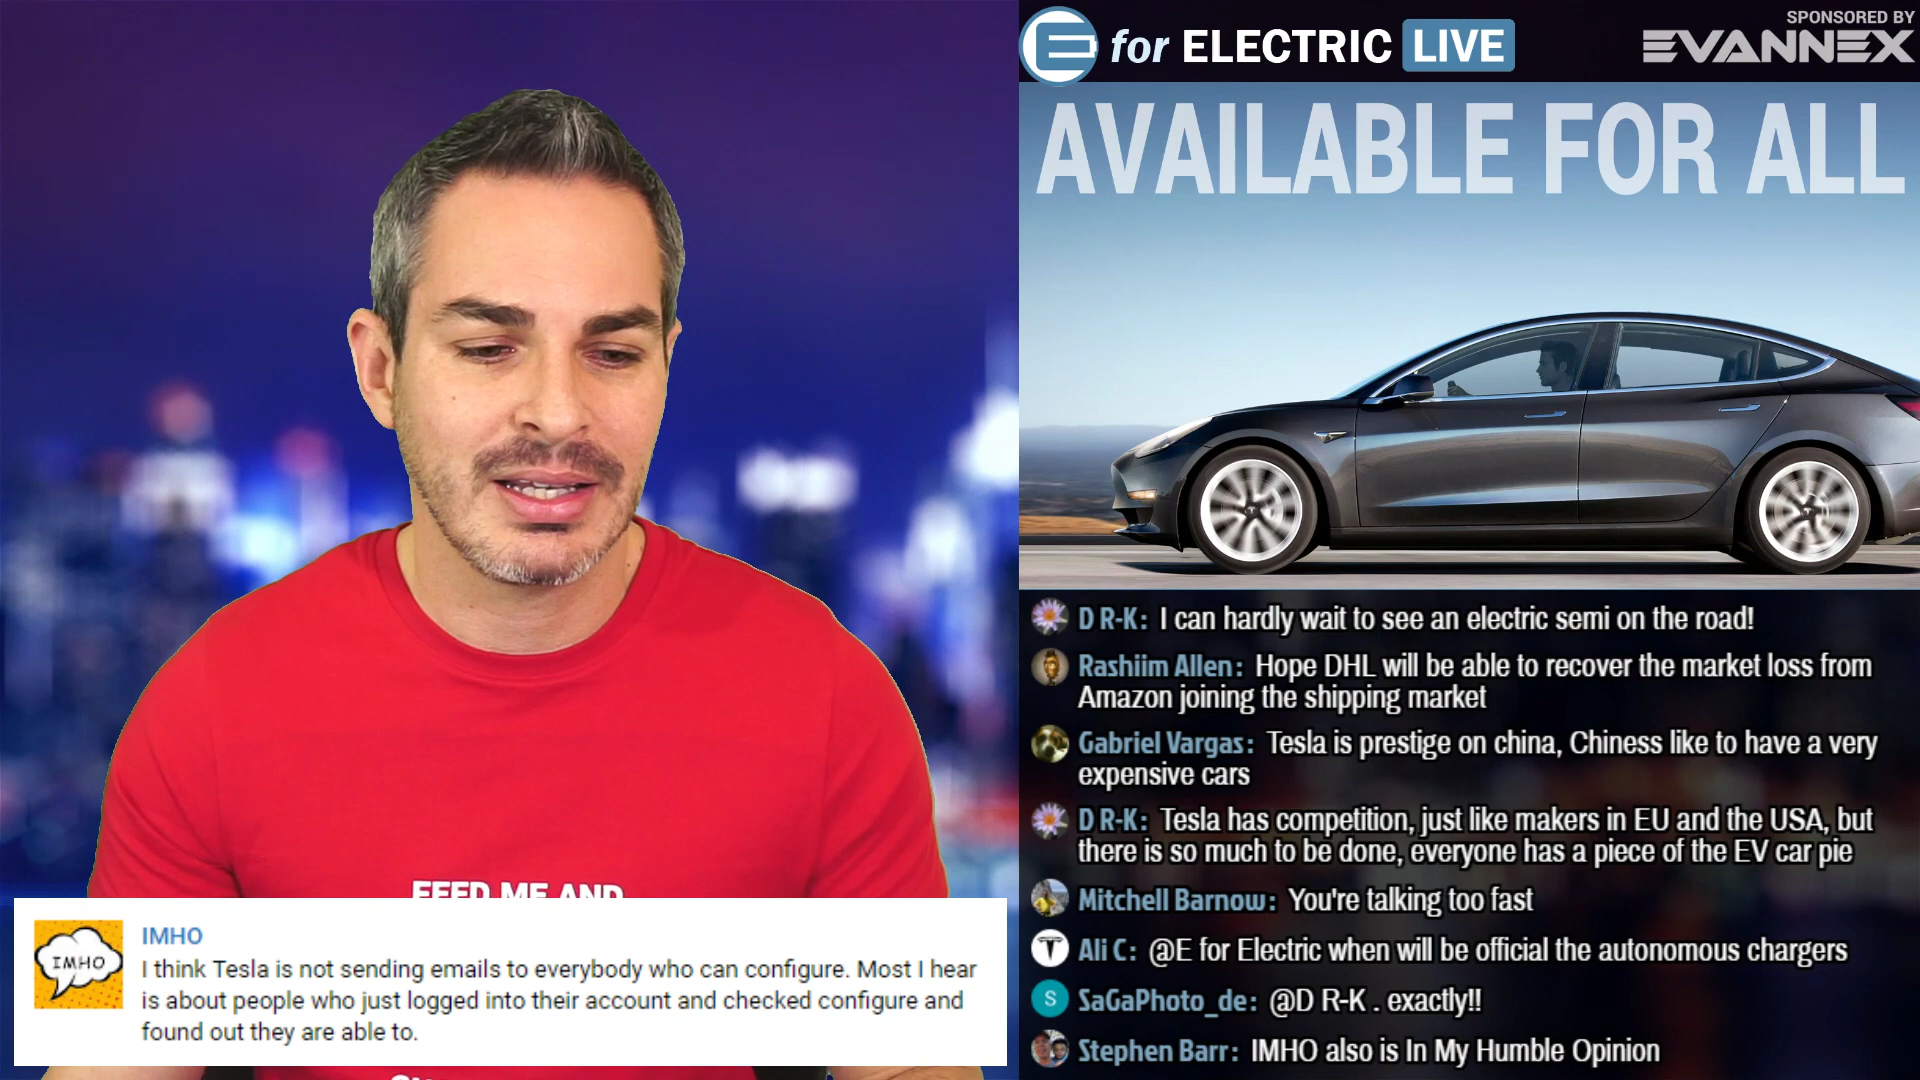 for ELECTRIC LIVE
SPONSORED BY
EVANNEX
AVAILABLE FOR ALL
D R-K: I can hardly wait to see an electric semi on the road!
Rashiim Allen: Hope DHL will be able to recover the market loss from
Amazon joining the shipping market
Gabriel Vargas: Tesla is prestige on china, Chiness like to have a very
expensive cars
D R-K: Tesla has competition, just like makers in EU and the USA, but
there is so much to be done, everyone has a piece of the EV car pie
Mitchell Barnow: You're talking too fast
Ali C: @E for Electric when will be official the autonomous chargers
S
SaGaPhoto_de: @D R-K . exactly!!
Stephen Barr: IMHO also is In My Humble Opinion
FEED ME AND
IMHO
IMHO
I think Tesla is not sending emails to everybody who can configure. Most I hear
is about people who just logged into their account and checked configure and
found out they are able to.